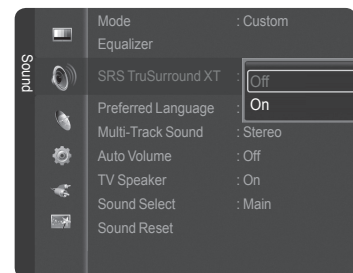 Sound
Mode : Custom
Equalizer
SRS TruSurround XT :
Off
On
Preferred Language :
Multi-Track Sound : Stereo
Auto Volume : Off
TV Speaker : On
Sound Select : Main
Sound Reset